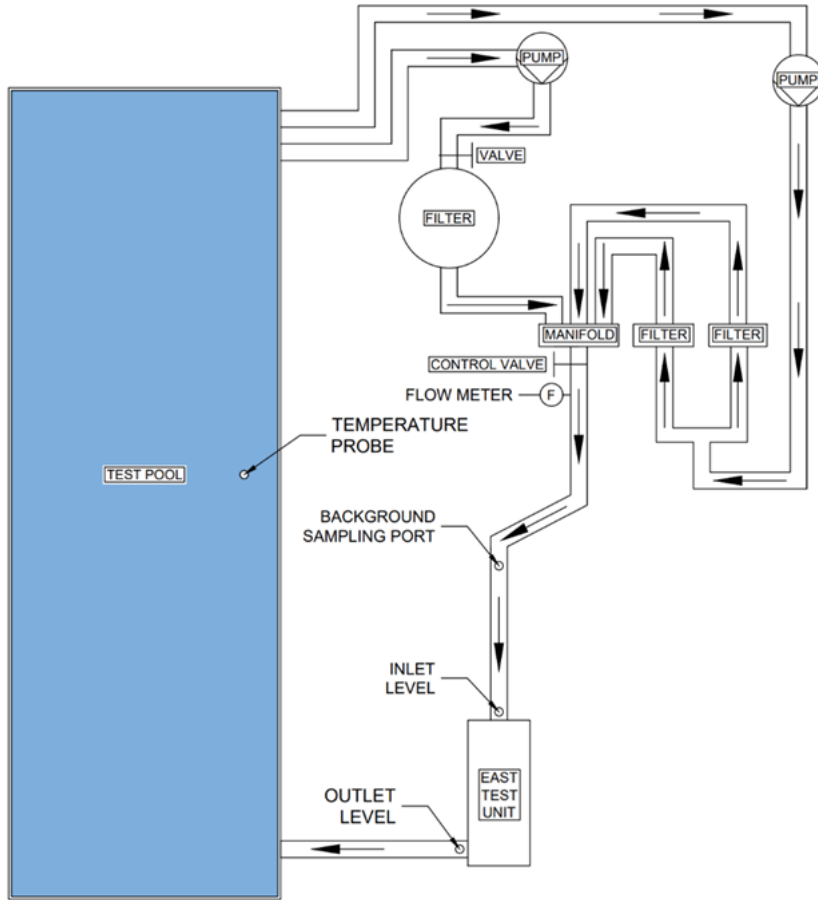 PUMP
PUMP
VALVE
FILTER
MANIFOLD
FILTER
FILTER
CONTROL VALVE
FLOW METER
F
TEMPERATURE
PROBE
TEST POOL
BACKGROUND
SAMPLING PORT
INLET
LEVEL
EAST
TEST
UNIT
OUTLET
LEVEL